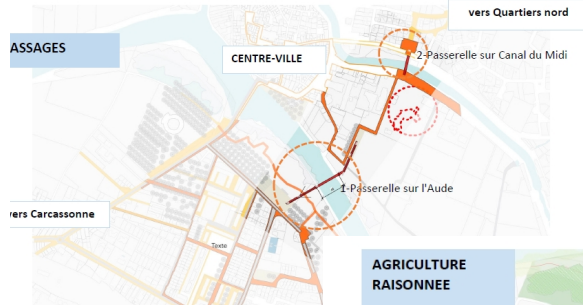 vers Quartiers nord
ASSAGES
CENTRE-VILLE
2-Passerelle sur Canal du Midi
1-Passerelle sur l'Aude
vers Carcassonne
Texte
AGRICULTURE
RAISONNEE